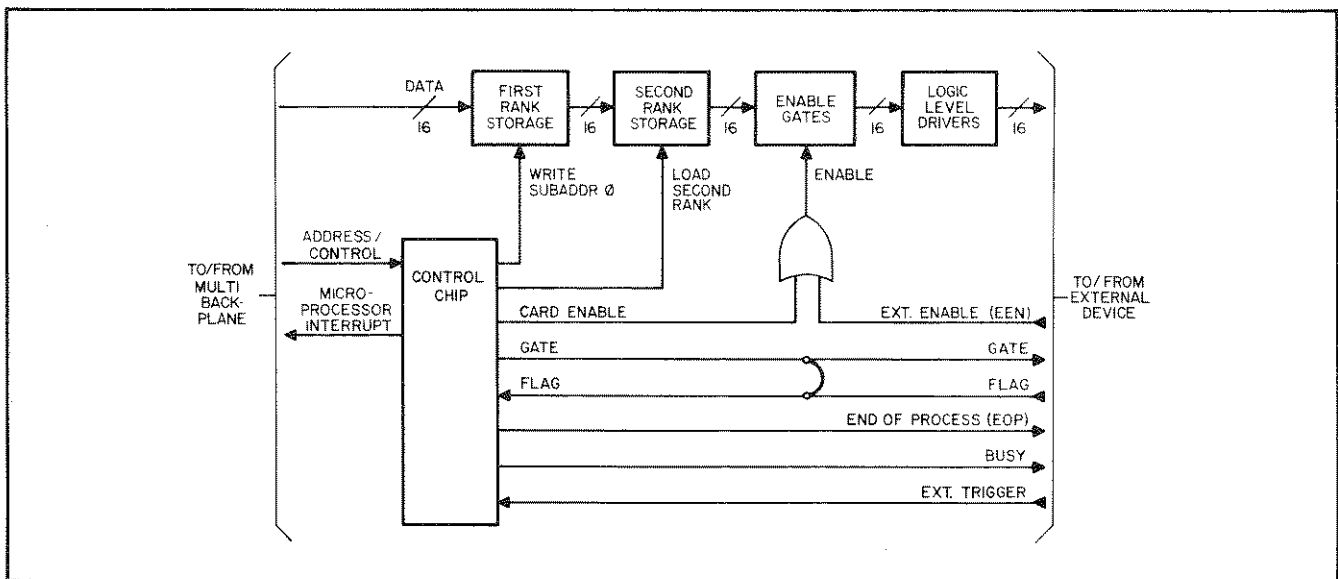 DATA
16
FIRST
RANK
STORAGE
16
SECOND
RANK
STORAGE
16
ENABLE
GATES
16
LOGIC
LEVEL
DRIVERS
16
WRITE
SUBADDR Ø
LOAD
SECOND
RANK
ENABLE
ADDRESS/
CONTROL
TO/FROM
MULTI
BACK-
PLANE
MICRO-
PROCESSOR
INTERRUPT
CONTROL
CHIP
CARD ENABLE
EXT. ENABLE (EEN)
GATE
GATE
FLAG
FLAG
END OF PROCESS (EOP)
BUSY
EXT. TRIGGER
TO/FROM
EXTERNAL
DEVICE